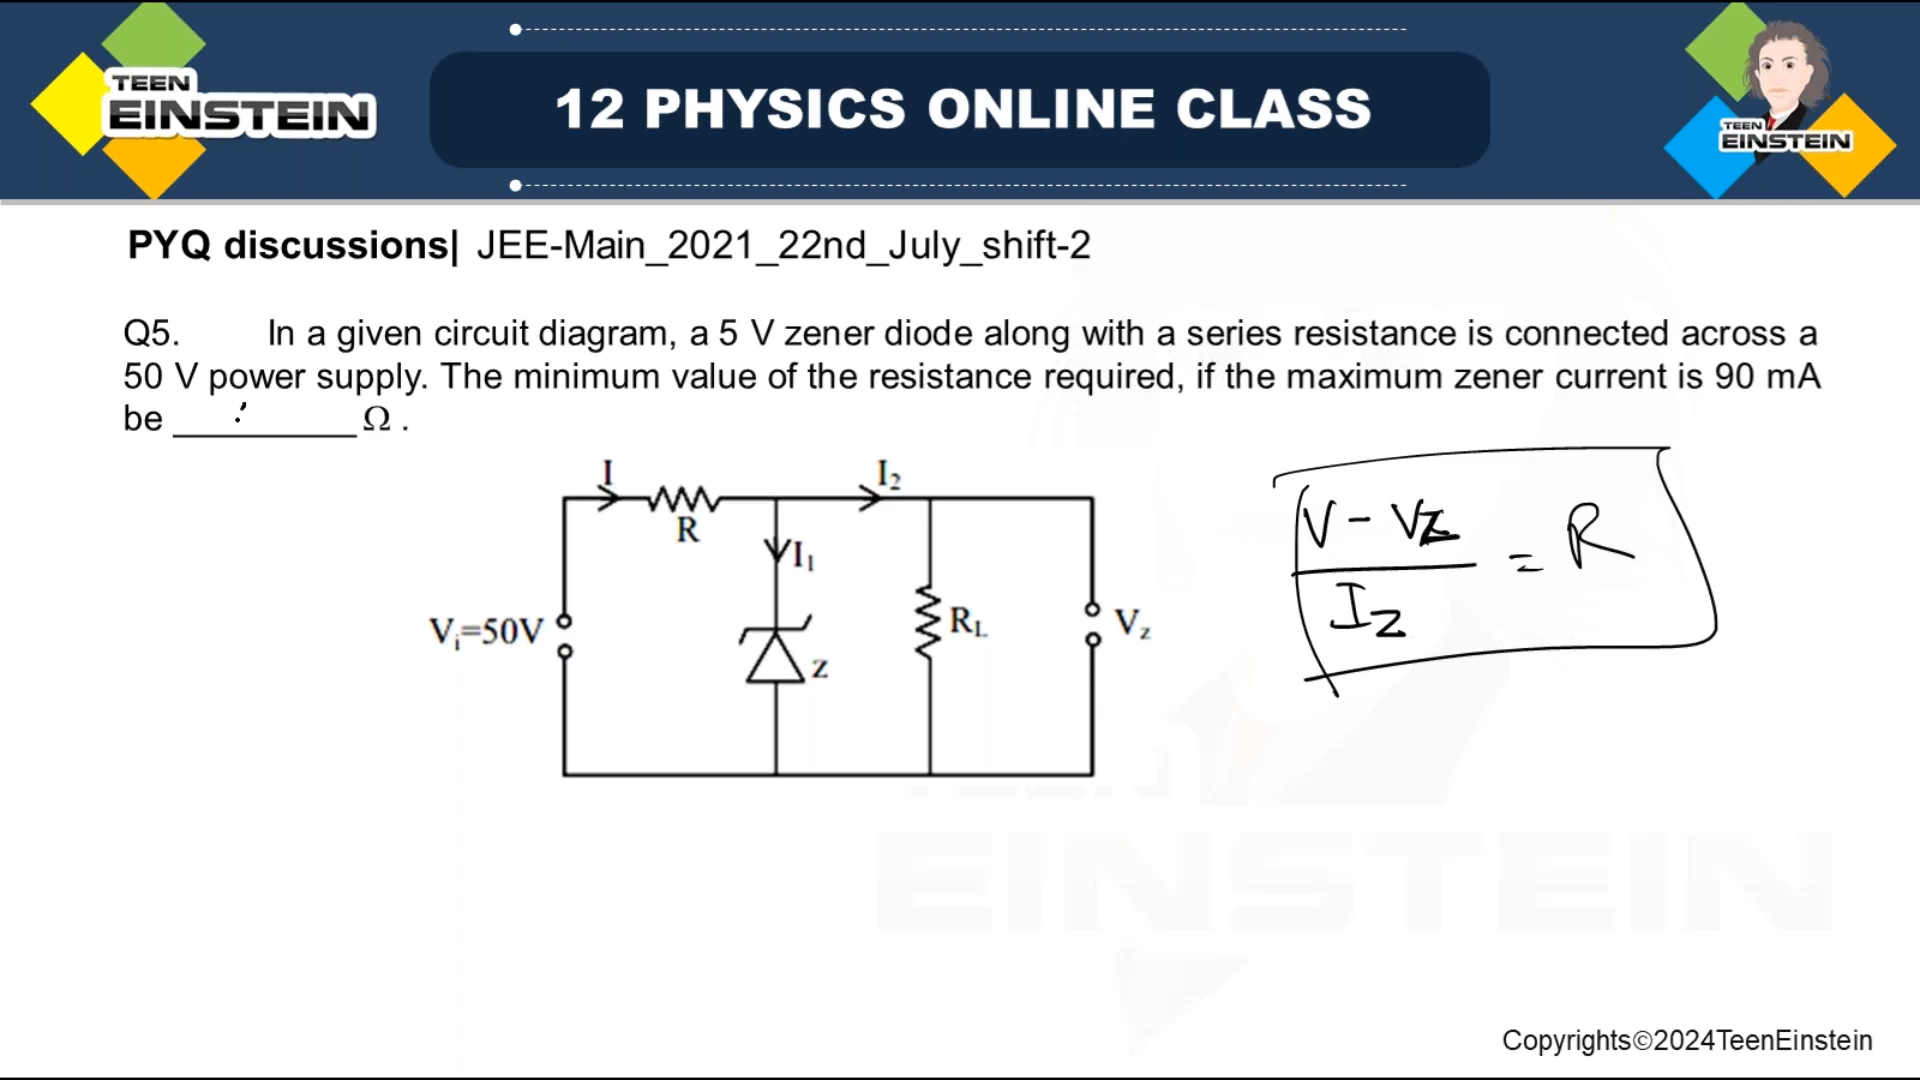 TEEN
EINSTEIN
12 PHYSICS ONLINE CLASS
TEEN
EINSTEIN
PYQ discussions| JEE-Main_2021_22nd_July_shift-2
Q5. In a given circuit diagram, a 5 V zener diode along with a series resistance is connected across a
50 V power supply. The minimum value of the resistance required, if the maximum zener current is 90 mA
be ____?____ Ω .
I
I₂
R
I₁
Vᵢ=50V
z
R_L
V_z
V - VZ
= R
IZ
EINSTEIN
Copyrights©2024TeenEinstein